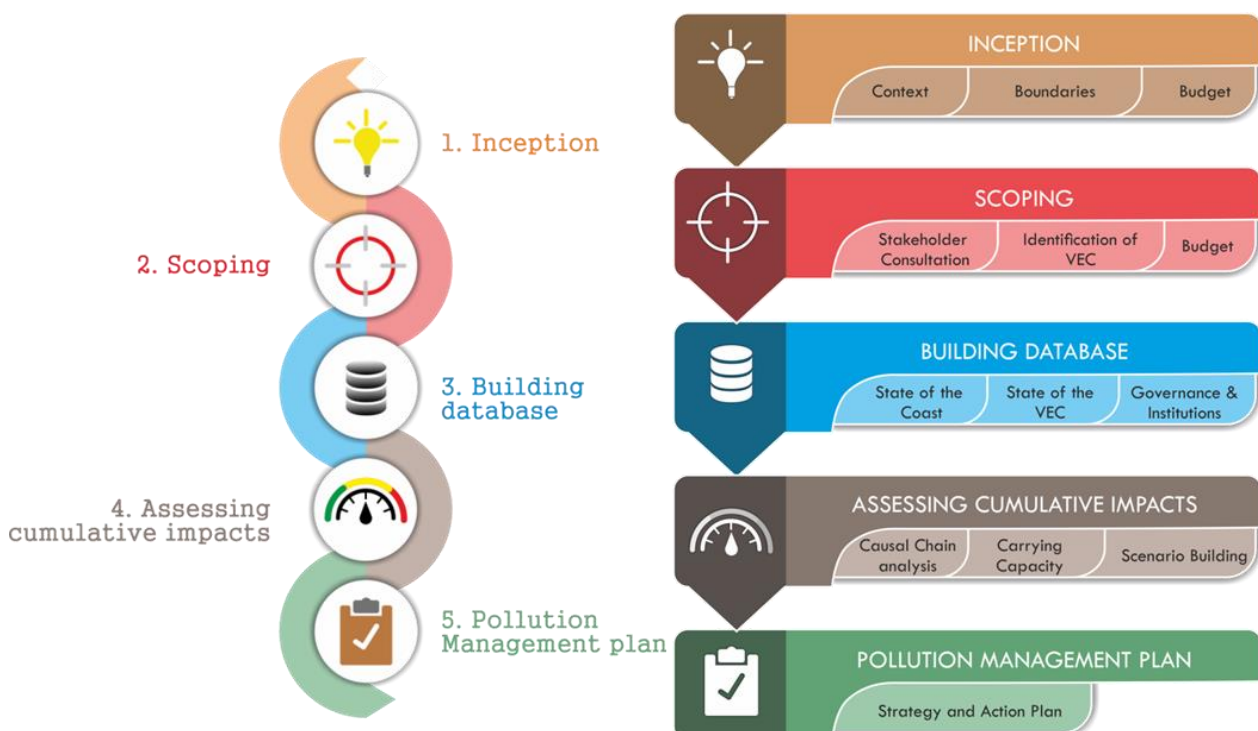 1. Inception
2. Scoping
3. Building
database
4. Assessing
cumulative impacts
5. Pollution
Management plan
INCEPTION
Context
Boundaries
Budget
SCOPING
Stakeholder
Consultation
Identification of
VEC
Budget
BUILDING DATABASE
State of the
Coast
State of the
VEC
Governance &
Institutions
ASSESSING CUMULATIVE IMPACTS
Causal Chain
analysis
Carrying
Capacity
Scenario Building
POLLUTION MANAGEMENT PLAN
Strategy and Action Plan